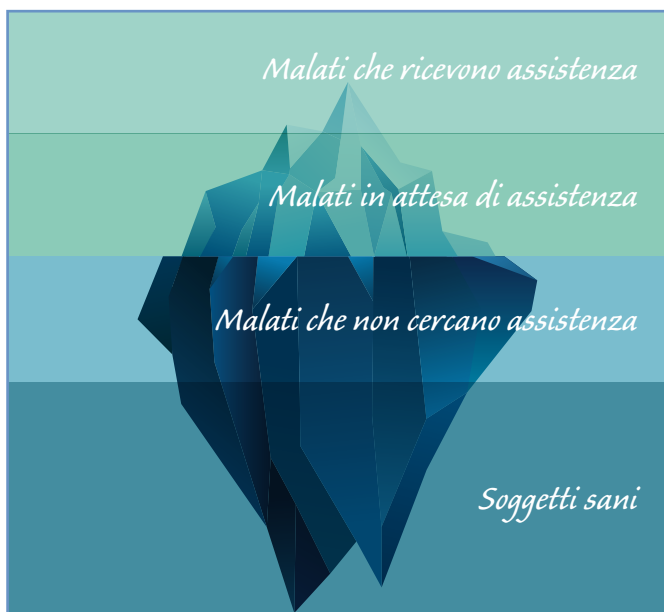 Malati che ricevono assistenza
Malati in attesa di assistenza
Malati che non cercano assistenza
Soggetti sani